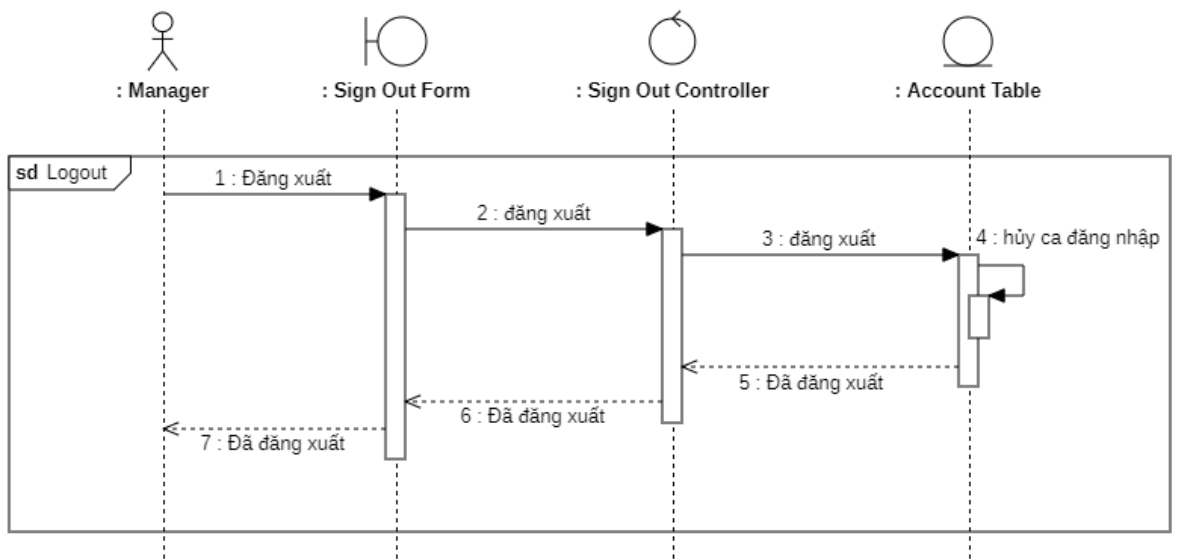 : Manager
: Sign Out Form
: Sign Out Controller
: Account Table
sd Logout
1 : Đăng xuất
2 : đăng xuất
3 : đăng xuất
4 : hủy ca đăng nhập
5 : Đã đăng xuất
6 : Đã đăng xuất
7 : Đã đăng xuất